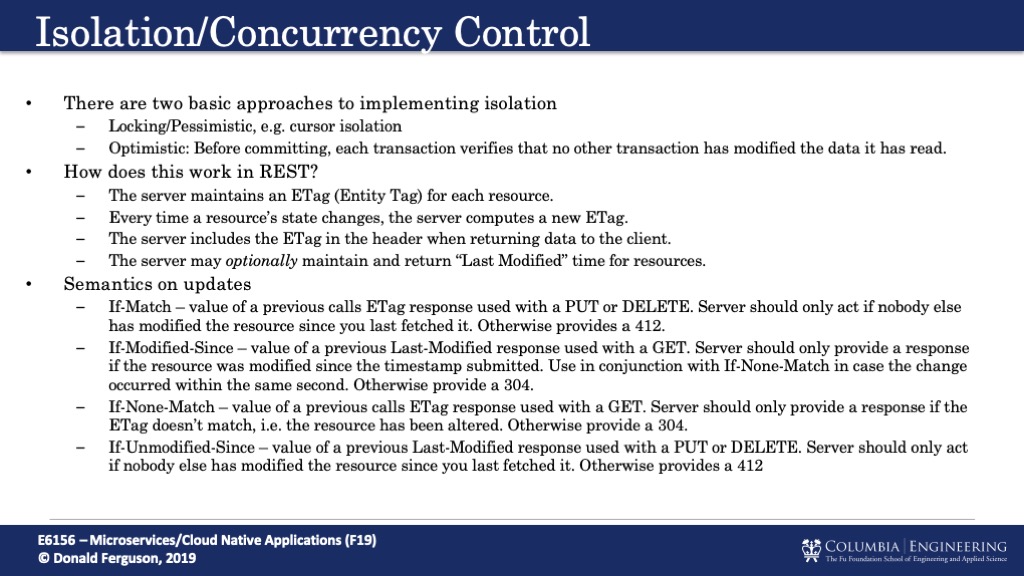 Isolation/Concurrency Control
• There are two basic approaches to implementing isolation
– Locking/Pessimistic, e.g. cursor isolation
– Optimistic: Before committing, each transaction verifies that no other transaction has modified the data it has read.
• How does this work in REST?
– The server maintains an ETag (Entity Tag) for each resource.
– Every time a resource's state changes, the server computes a new ETag.
– The server includes the ETag in the header when returning data to the client.
– The server may optionally maintain and return “Last Modified” time for resources.
• Semantics on updates
– If-Match – value of a previous calls ETag response used with a PUT or DELETE. Server should only act if nobody else
has modified the resource since you last fetched it. Otherwise provides a 412.
– If-Modified-Since – value of a previous Last-Modified response used with a GET. Server should only provide a response
if the resource was modified since the timestamp submitted. Use in conjunction with If-None-Match in case the change
occurred within the same second. Otherwise provide a 304.
– If-None-Match – value of a previous calls ETag response used with a GET. Server should only provide a response if the
ETag doesn't match, i.e. the resource has been altered. Otherwise provide a 304.
– If-Unmodified-Since – value of a previous Last-Modified response used with a PUT or DELETE. Server should only act
if nobody else has modified the resource since you last fetched it. Otherwise provides a 412
E6156 – Microservices/Cloud Native Applications (F19)
© Donald Ferguson, 2019
COLUMBIA | ENGINEERING
The Fu Foundation School of Engineering and Applied Science